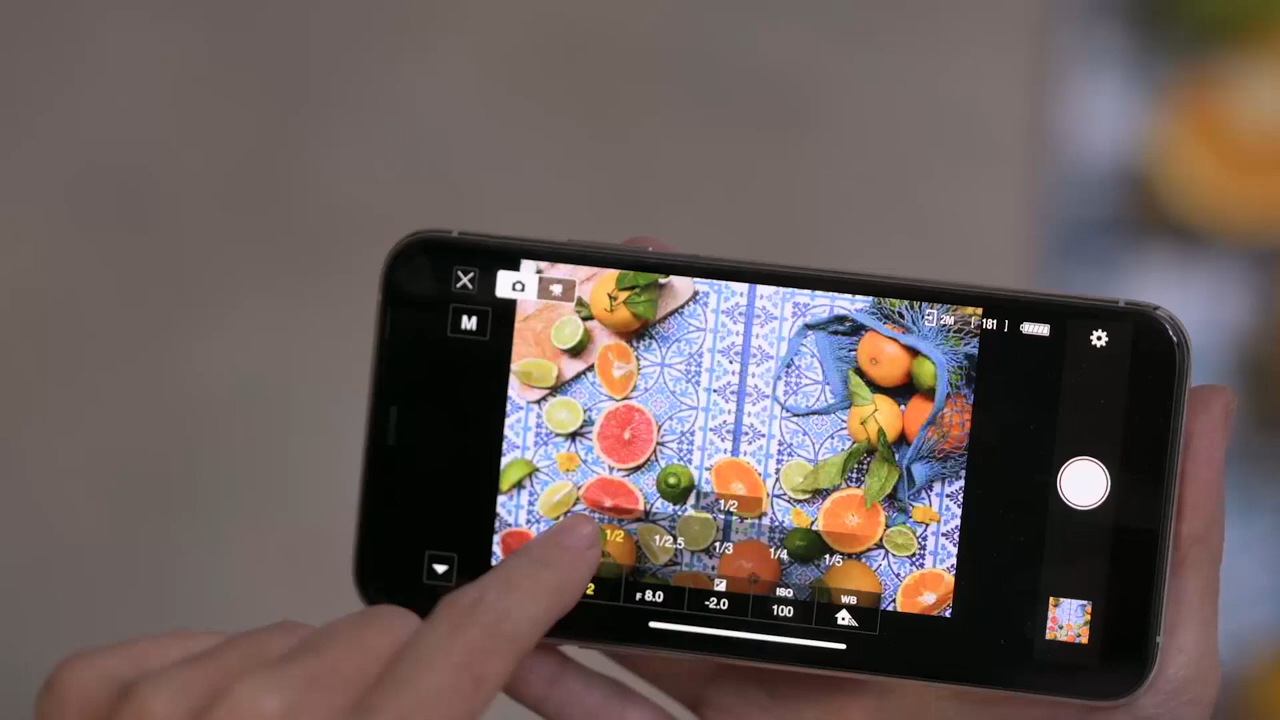 2M [ 181 ]
M
1/2
1/2 1/2.5 1/3 1/4 1/5
2 F 8.0 -2.0 ISO 100 WB